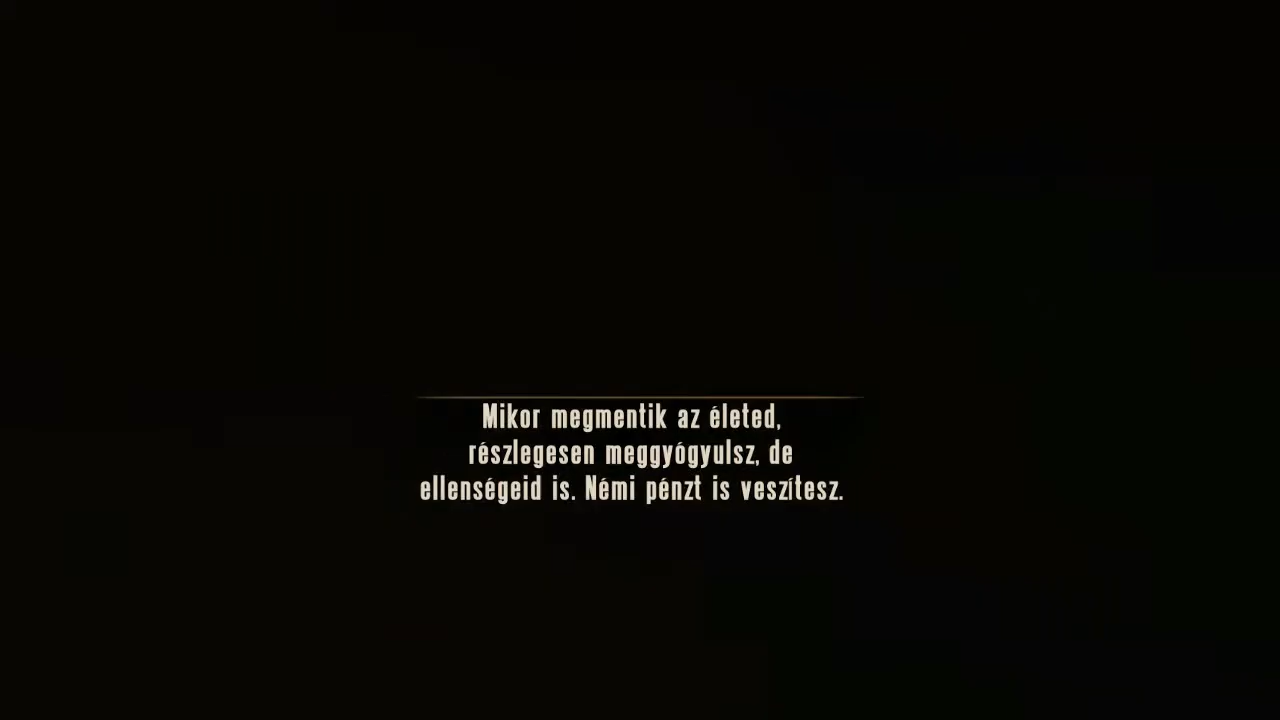 Mikor megmentik az életed,
részlegesen meggyógyulsz, de
ellenségeid is. Némi pénzt is veszítesz.